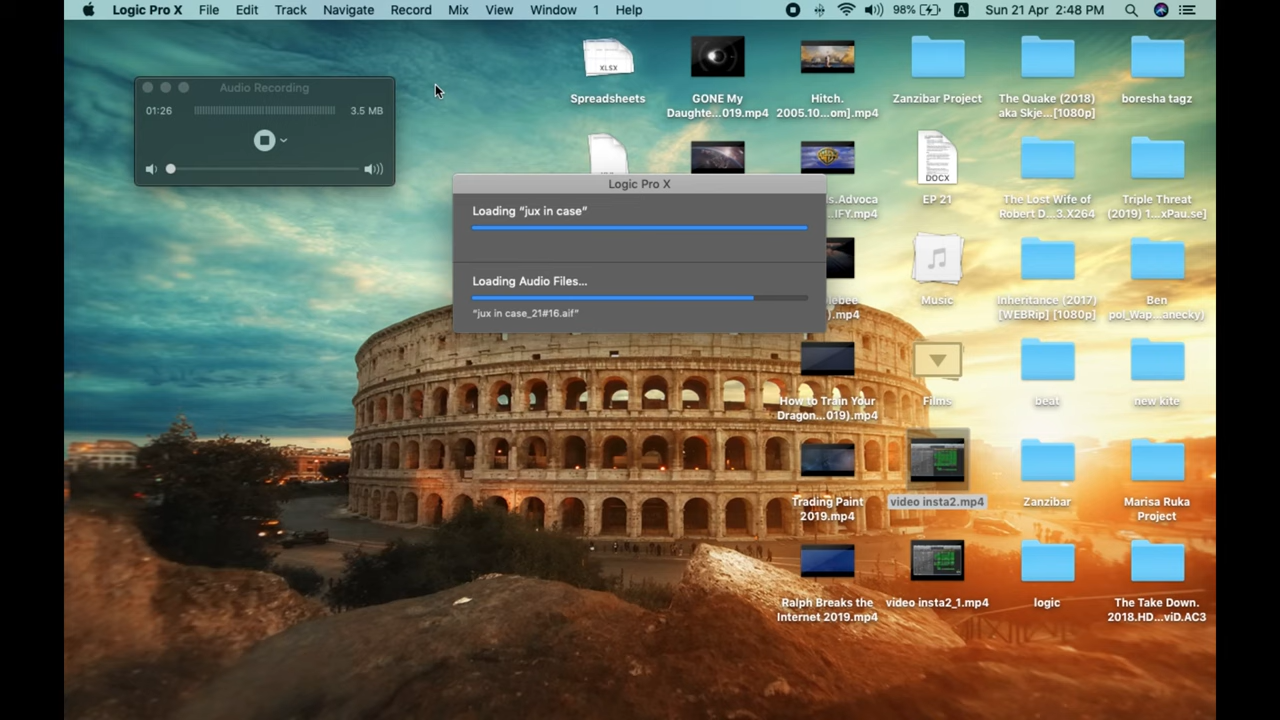 Logic Pro X File Edit Track Navigate Record Mix View Window 1 Help 98% A Sun 21 Apr 2:48 PM
Audio Recording
01:26 3.5 MB
XLSX
Spreadsheets
GONE My
Daughte...019).mp4
Hitch.
2005.10...om].mp4
Zanzibar Project
The Quake (2018)
aka Skje...[1080p]
boresha tagz
DOCX
s.Advoca
...IFY.mp4
EP 21
The Lost Wife of
Robert D...3.X264
Triple Threat
(2019) 1...xPau.se]
Logic Pro X
Loading “jux in case”
Loading Audio Files...
“jux in case_21#16.aif”
lebee
).mp4
Music
Inheritance (2017)
[WEBRip] [1080p]
Ben
pol_Wap...anecky)
How to Train Your
Dragon...019).mp4
Films
beat
new kite
Trading Paint
2019.mp4
video insta2.mp4
Zanzibar
Marisa Ruka
Project
Ralph Breaks the
Internet 2019.mp4
video insta2_1.mp4
logic
The Take Down.
2018.HD...viD.AC3